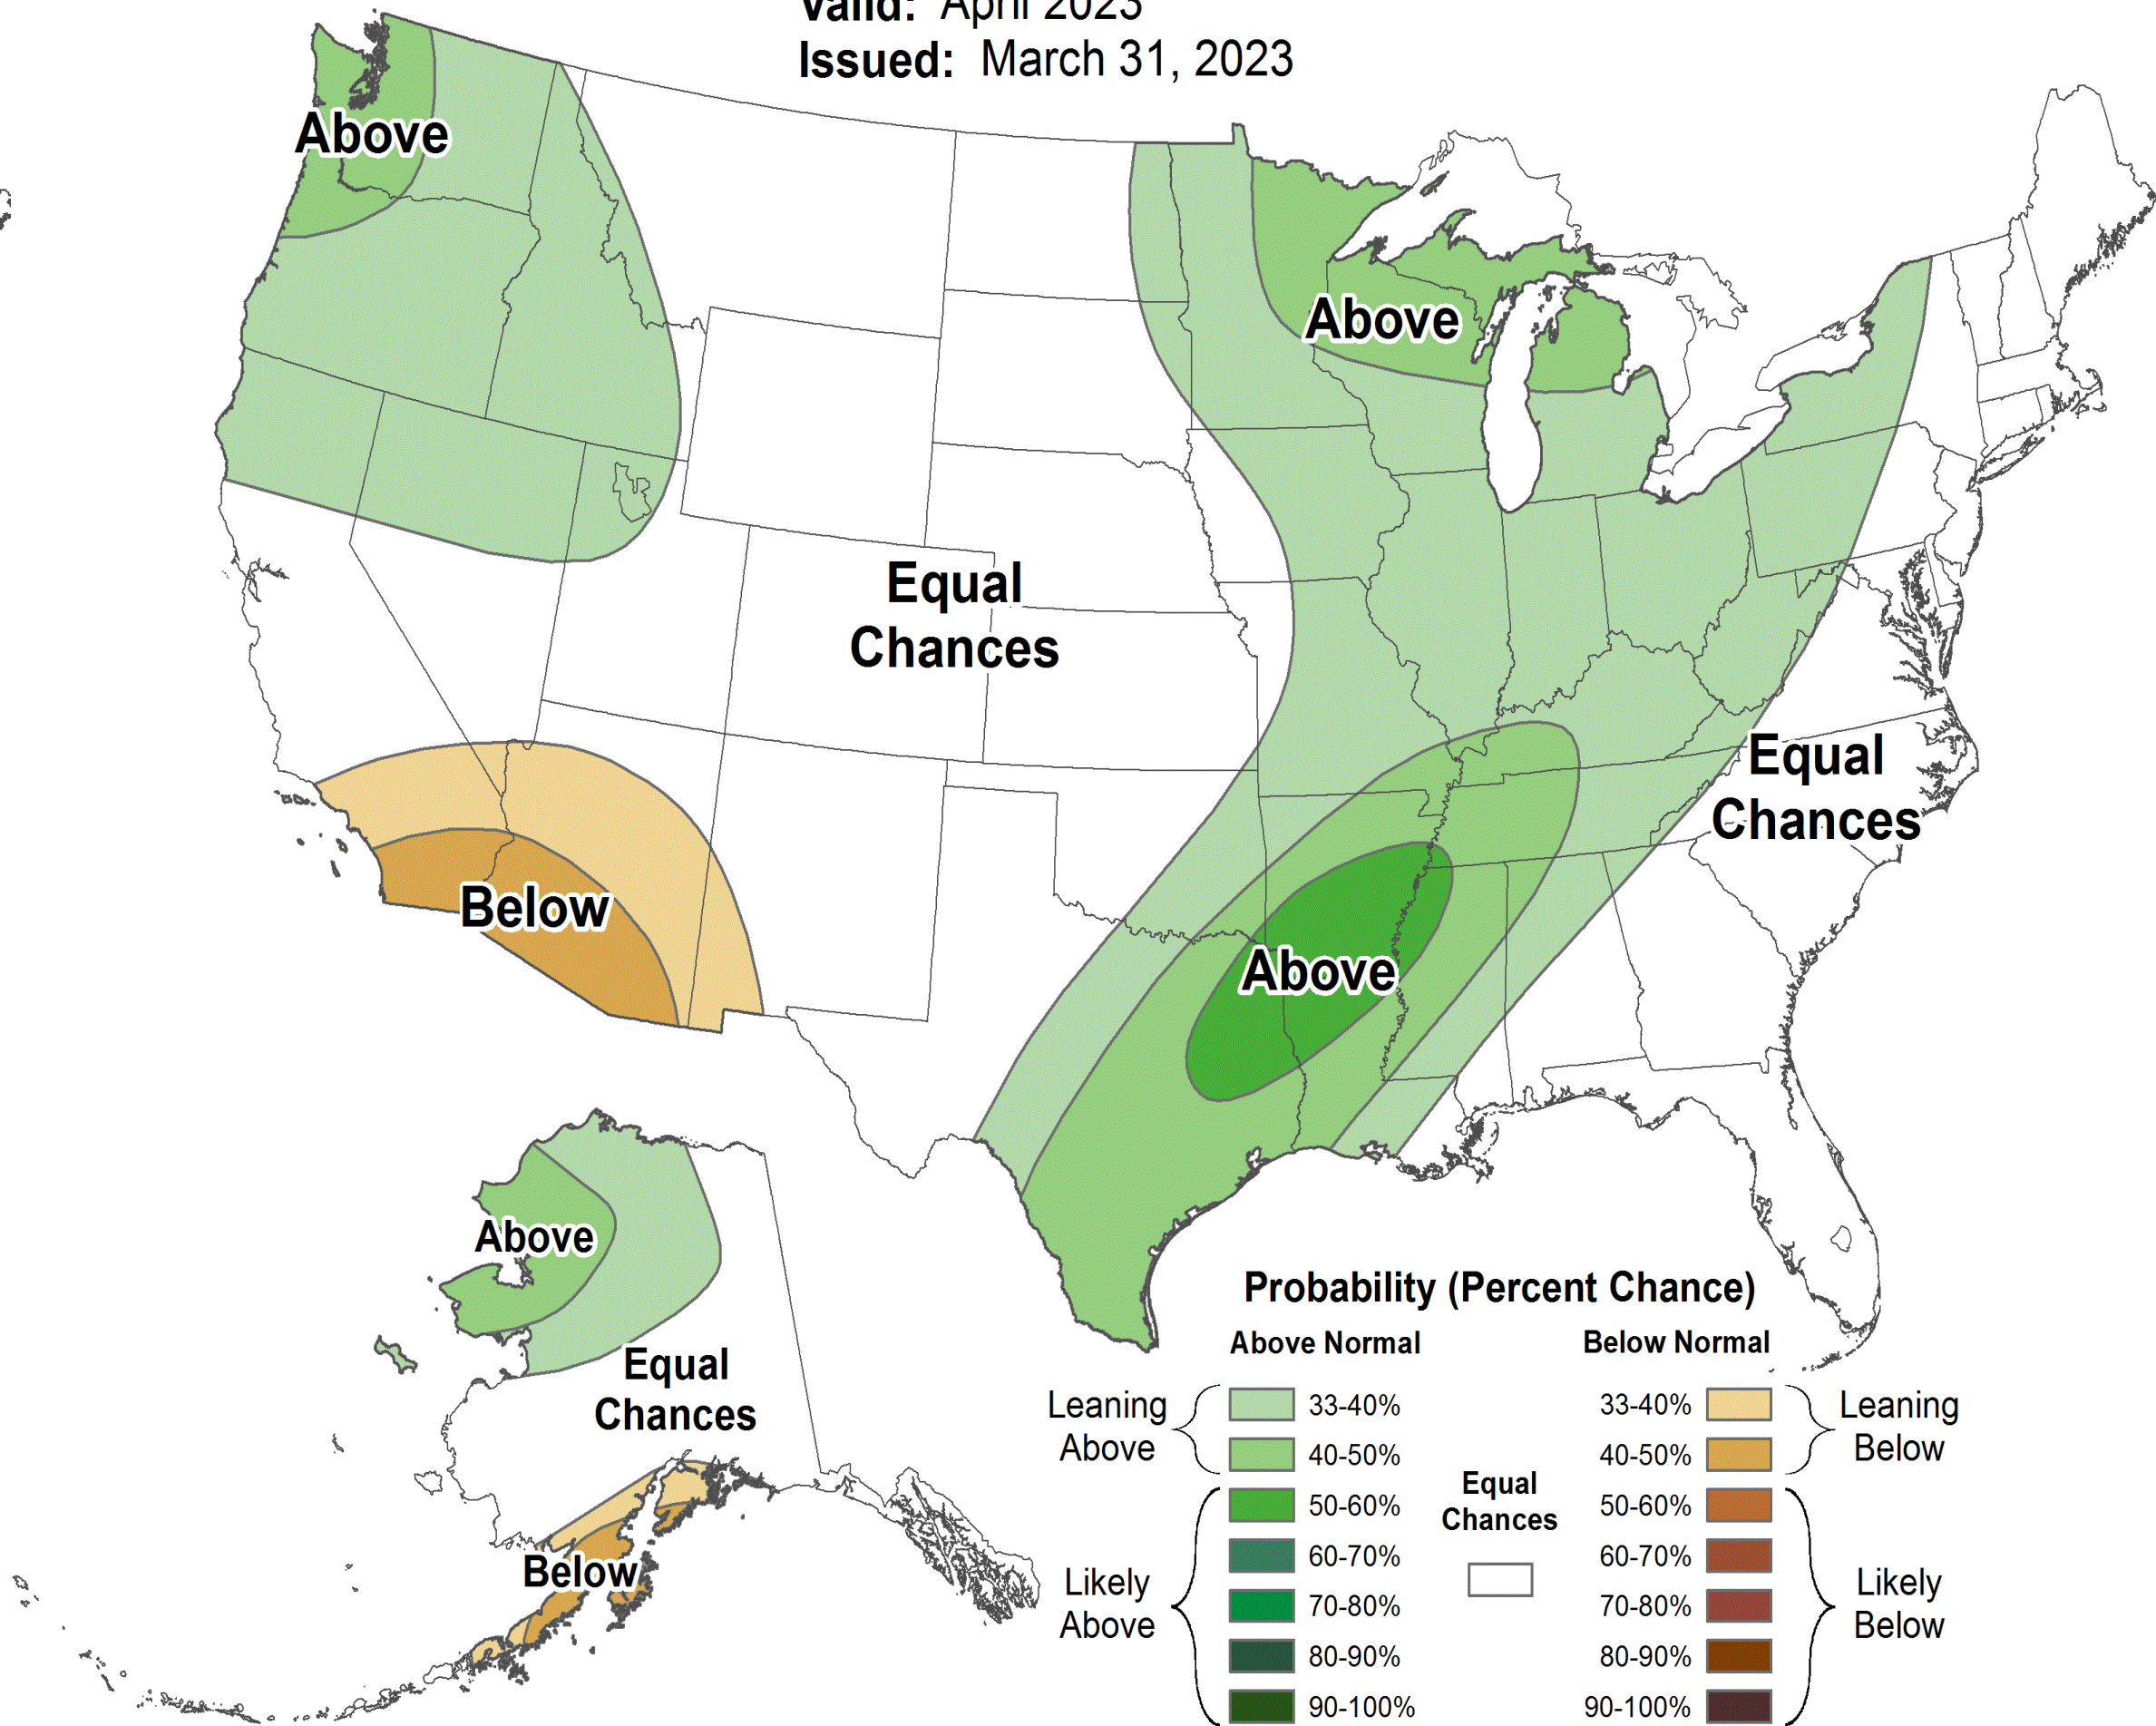 Valid: April 2023
Issued: March 31, 2023
Above
Above
Equal
Chances
Equal
Chances
Below
Above
Above
Equal
Chances
Below
Probability (Percent Chance)
Above Normal
Below Normal
Leaning
Above
33-40%
40-50%
Likely
Above
50-60%
60-70%
70-80%
80-90%
90-100%
Equal
Chances
33-40%
40-50%
Leaning
Below
50-60%
60-70%
70-80%
80-90%
90-100%
Likely
Below